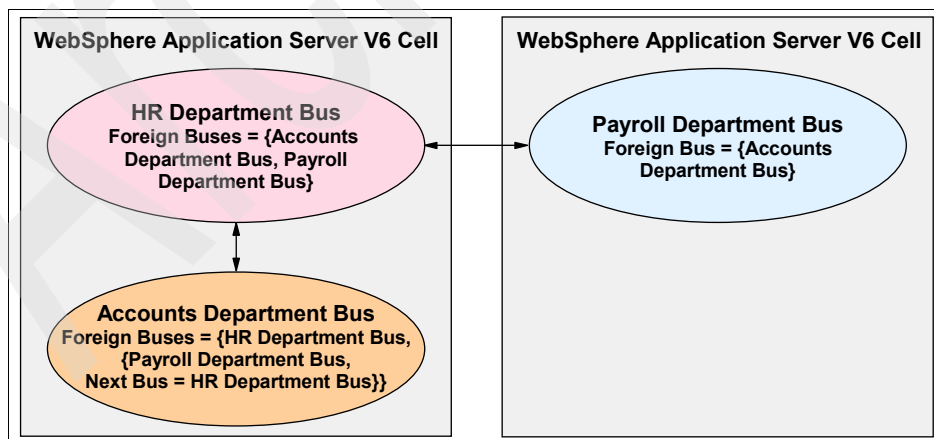 WebSphere Application Server V6 Cell
HR Department Bus
Foreign Buses = {Accounts
Department Bus, Payroll
Department Bus}
Accounts Department Bus
Foreign Buses = {HR Department Bus,
{Payroll Department Bus,
Next Bus = HR Department Bus}}
WebSphere Application Server V6 Cell
Payroll Department Bus
Foreign Bus = {Accounts
Department Bus}